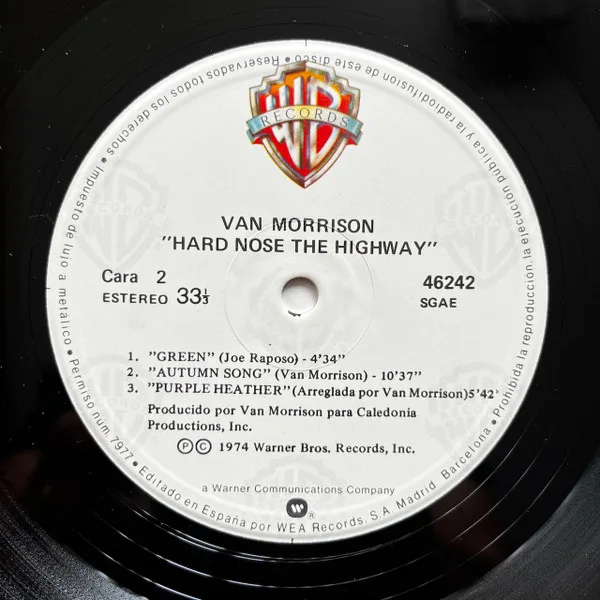 RECORDS
VAN MORRISON
"HARD NOSE THE HIGHWAY"
Cara 2
ESTEREO 33⅓
46242
SGAE
1. "GREEN" (Joe Raposo) - 4'34"
2. "AUTUMN SONG" (Van Morrison) - 10'37"
3. "PURPLE HEATHER" (Arreglada por Van Morrison) 5'42'
Producido por Van Morrison para Caledonia
Productions, Inc.
Ⓟ Ⓒ 1974 Warner Bros. Records, Inc.
a Warner Communications Company
®
• Editado en España por WEA Records, S.A. Madrid Barcelona • Prohibida la reproducción, la ejecución pública y la radiodifusion de este disco • Reservados todos los derechos • Impuesto de lujo a metálico • Permiso num. 7977